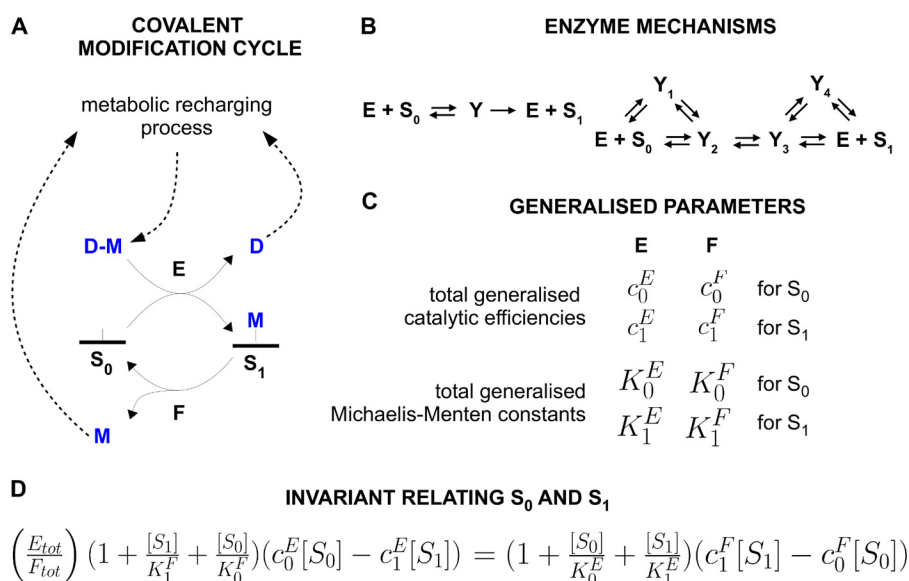 A
COVALENT
MODIFICATION CYCLE
metabolic recharging
process
D-M
D
E
M
S₀
S₁
F
M
B
ENZYME MECHANISMS
E + S₀ ⇌ Y → E + S₁
Y₁
Y₄
E + S₀ ⇌ Y₂ ⇌ Y₃ ⇌ E + S₁
C
GENERALISED PARAMETERS
E F
total generalised
catalytic efficiencies
c₀ᴱ c₀ᶠ for S₀
c₁ᴱ c₁ᶠ for S₁
total generalised
Michaelis-Menten constants
K₀ᴱ K₀ᶠ for S₀
K₁ᴱ K₁ᶠ for S₁
D
INVARIANT RELATING S₀ AND S₁
(E_tot/F_tot) (1 + [S₁]/K₁ᶠ + [S₀]/K₀ᶠ)(c₀ᴱ[S₀] − c₁ᴱ[S₁]) = (1 + [S₀]/K₀ᴱ + [S₁]/K₁ᴱ)(c₁ᶠ[S₁] − c₀ᶠ[S₀])